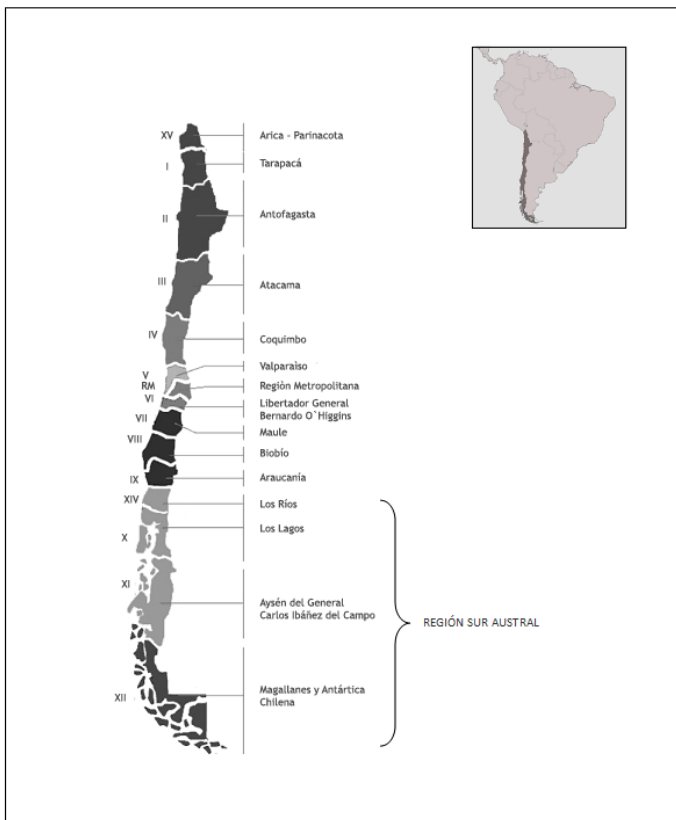 XV Arica - Parinacota
I Tarapacá
II Antofagasta
III Atacama
IV Coquimbo
V Valparaìso
RM Regiòn Metropolitana
VI Libertador General
Bernardo O`Higgins
VII Maule
VIII Biobío
IX Araucanía
XIV Los Ríos
X Los Lagos
XI Aysén del General
Carlos Ibáñez del Campo
REGIÓN SUR AUSTRAL
XII Magallanes y Antártica
Chilena